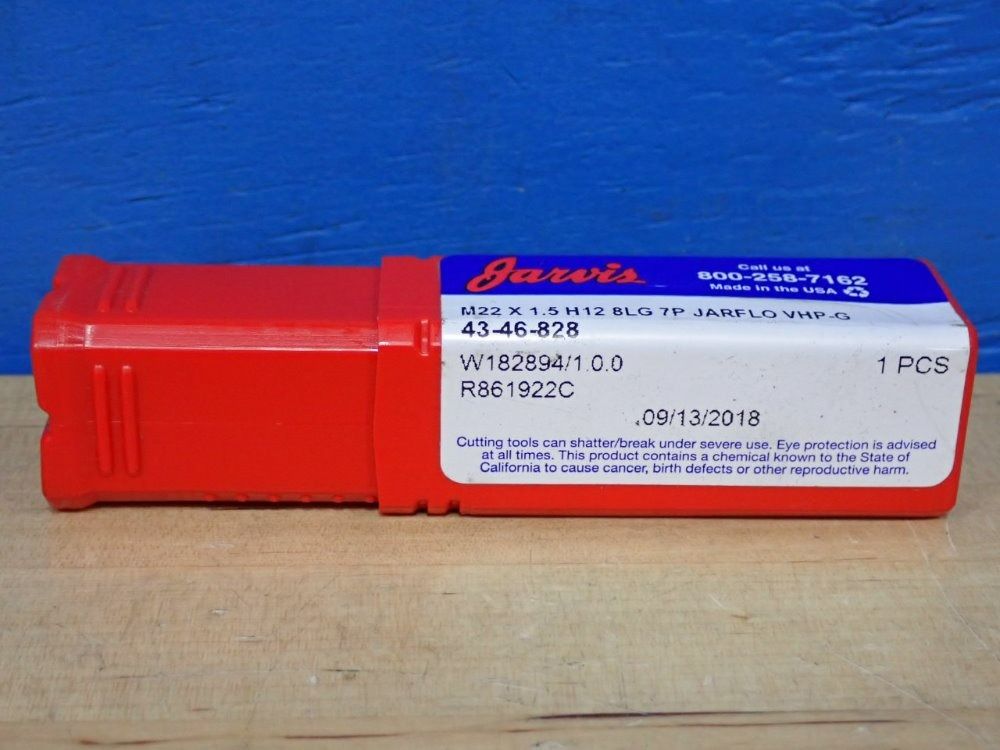 Jarvis
Call us at
800-258-7162
Made in the USA
M22 X 1.5 H12 8LG 7P JARFLO VHP-G
43-46-828
W182894/1.0.0 1 PCS
R861922C
09/13/2018
Cutting tools can shatter/break under severe use. Eye protection is advised
at all times. This product contains a chemical known to the State of
California to cause cancer, birth defects or other reproductive harm.